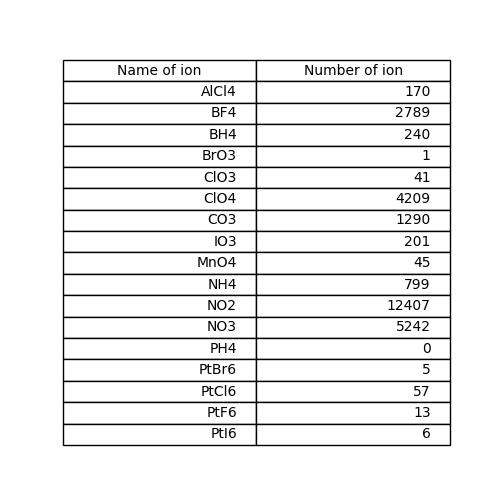 Name of ion Number of ion
AlCl4 170
BF4 2789
BH4 240
BrO3 1
ClO3 41
ClO4 4209
CO3 1290
IO3 201
MnO4 45
NH4 799
NO2 12407
NO3 5242
PH4 0
PtBr6 5
PtCl6 57
PtF6 13
PtI6 6